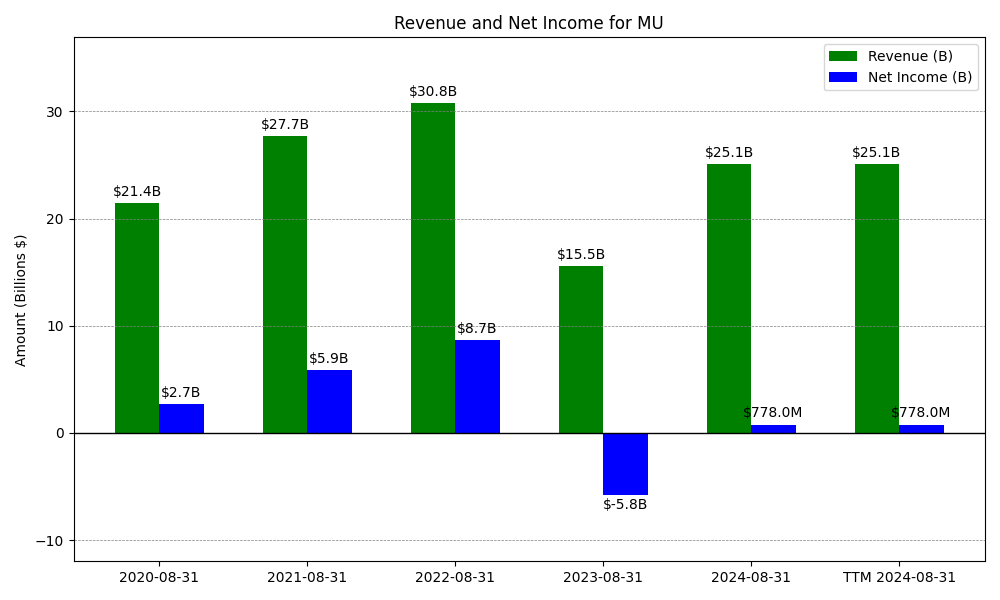 Revenue and Net Income for MU
Revenue (B)
Net Income (B)
Amount (Billions $)
30
20
10
0
−10
$21.4B
$2.7B
$27.7B
$5.9B
$30.8B
$8.7B
$15.5B
$-5.8B
$25.1B
$778.0M
$25.1B
$778.0M
2020-08-31
2021-08-31
2022-08-31
2023-08-31
2024-08-31
TTM 2024-08-31